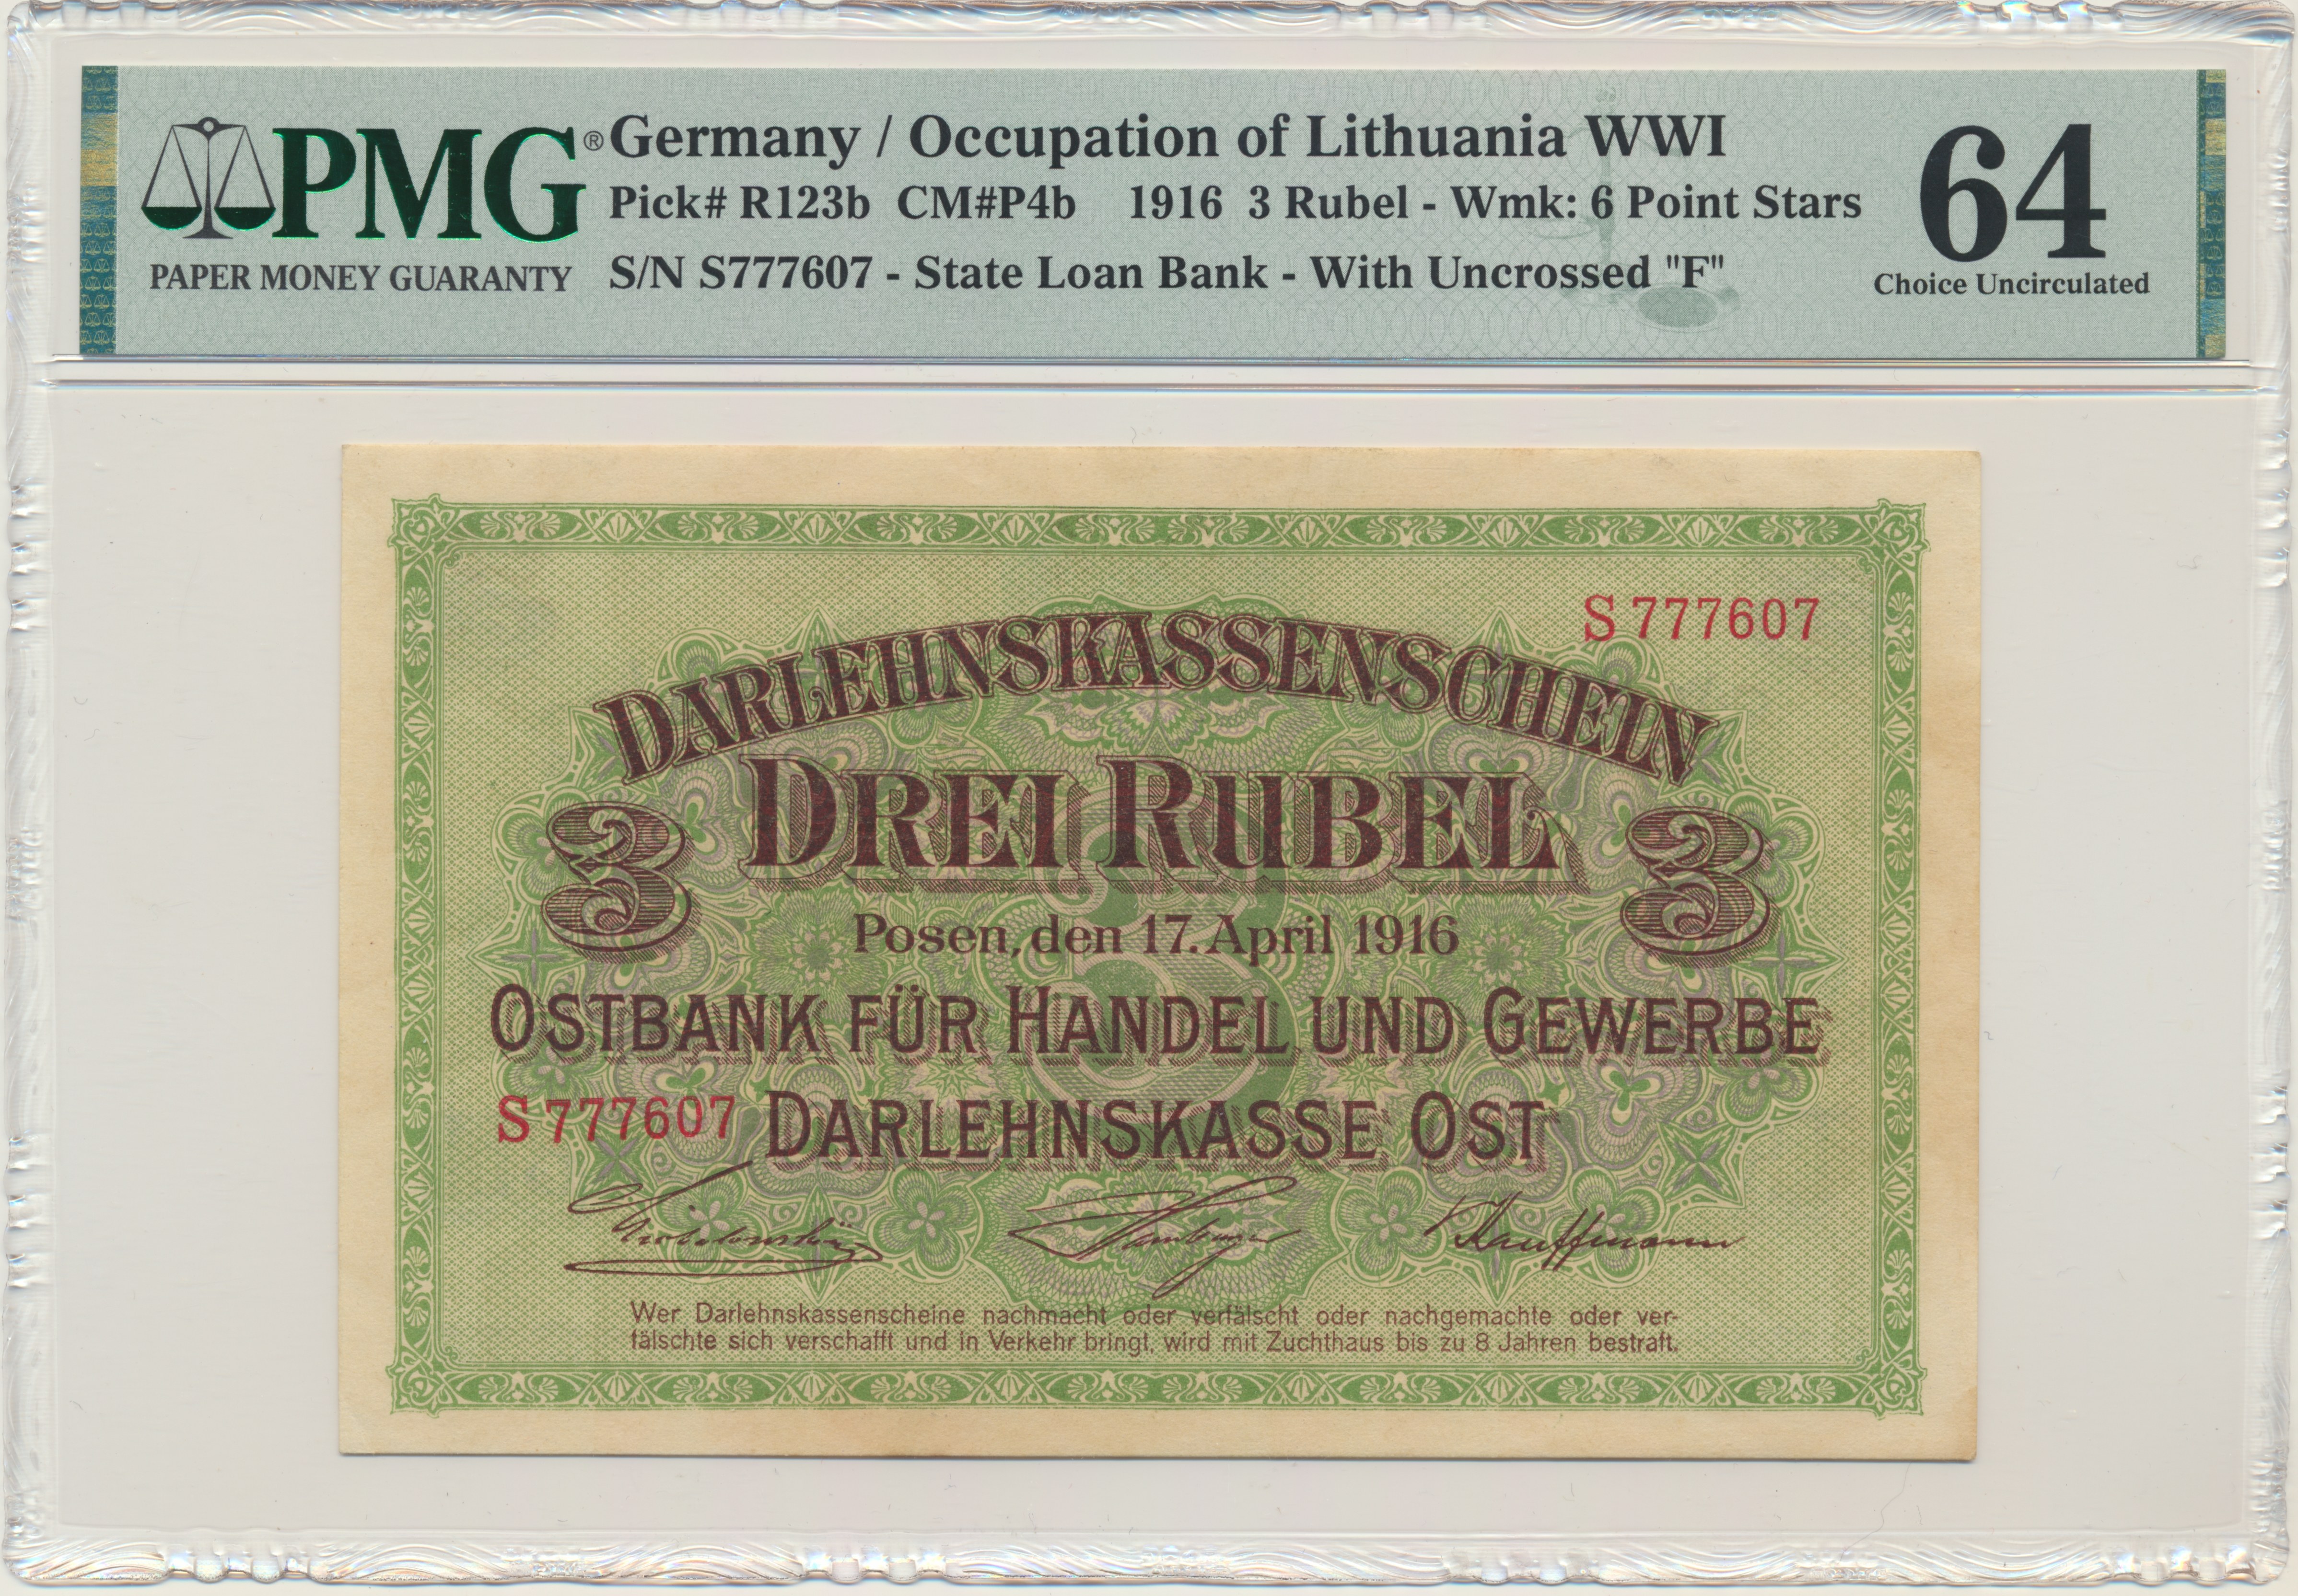 PMG®
PAPER MONEY GUARANTY
Germany / Occupation of Lithuania WWI
Pick# R123b CM#P4b 1916 3 Rubel - Wmk: 6 Point Stars
S/N S777607 - State Loan Bank - With Uncrossed "F"
64
Choice Uncirculated
S 777607
DARLEHNSKASSENSCHEIN
3 DREI RUBEL 3
Posen, den 17. April 1916
OSTBANK FÜR HANDEL UND GEWERBE
S 777607 DARLEHNSKASSE OST
Kauffmann
Wer Darlehnskassenscheine nachmacht oder verfälscht oder nachgemachte oder ver-
fälschte sich verschafft und in Verkehr bringt, wird mit Zuchthaus bis zu 8 Jahren bestraft.